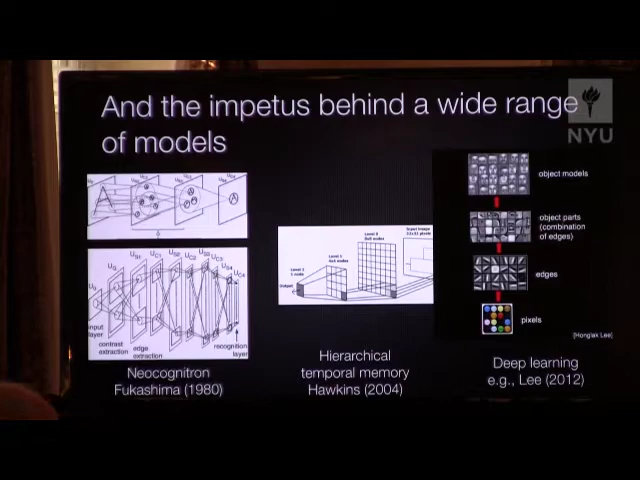 And the impetus behind a wide range
of models
NYU
object models
object parts
(combination
of edges)
edges
pixels
[Honglak Lee]
input
layer
contrast
extraction
edge
extraction
recognition
layer
Output
Neocognitron
Fukashima (1980)
Hierarchical
temporal memory
Hawkins (2004)
Deep learning
e.g., Lee (2012)